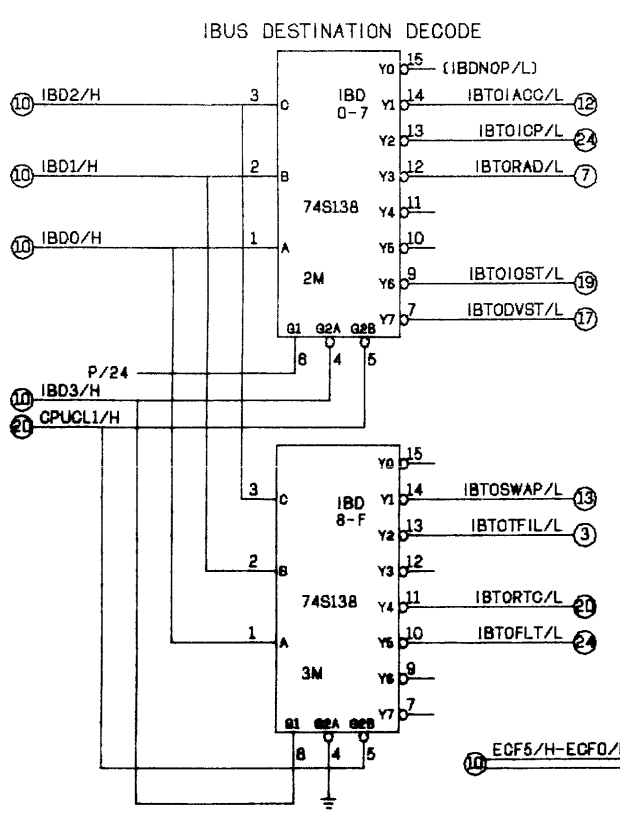 IBUS DESTINATION DECODE
Y0 15 (IBDNOP/L)
10 IBD2/H 3 C IBD Y1 14 IBTOIACC/L 12
0-7
Y2 13 IBTOICP/L 24
10 IBD1/H 2 B Y3 12 IBTORAD/L 7
74S138 Y4 11
10 IBD0/H 1 A Y5 10
2M Y6 9 IBTOIOST/L 19
Y7 7 IBTODVST/L 17
G1 G2A G2B
6 4 5
P/24
10 IBD3/H
20 CPUCL1/H
Y0 15
3 C IBD Y1 14 IBTOSWAP/L 13
8-F
Y2 13 IBTOTFIL/L 3
2 B Y3 12
74S138 Y4 11 IBTORTC/L 20
1 A Y5 10 IBTOFLT/L 24
3M Y6 9
Y7 7
G1 G2A G2B
6 4 5
10 ECF5/H-ECF0/